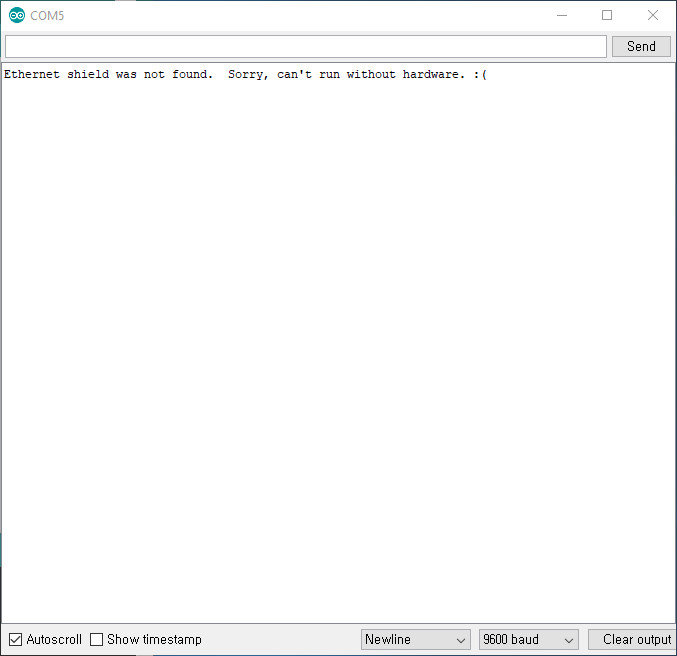 COM5
Send
Ethernet shield was not found.  Sorry, can't run without hardware. :(
Autoscroll Show timestamp Newline 9600 baud Clear output